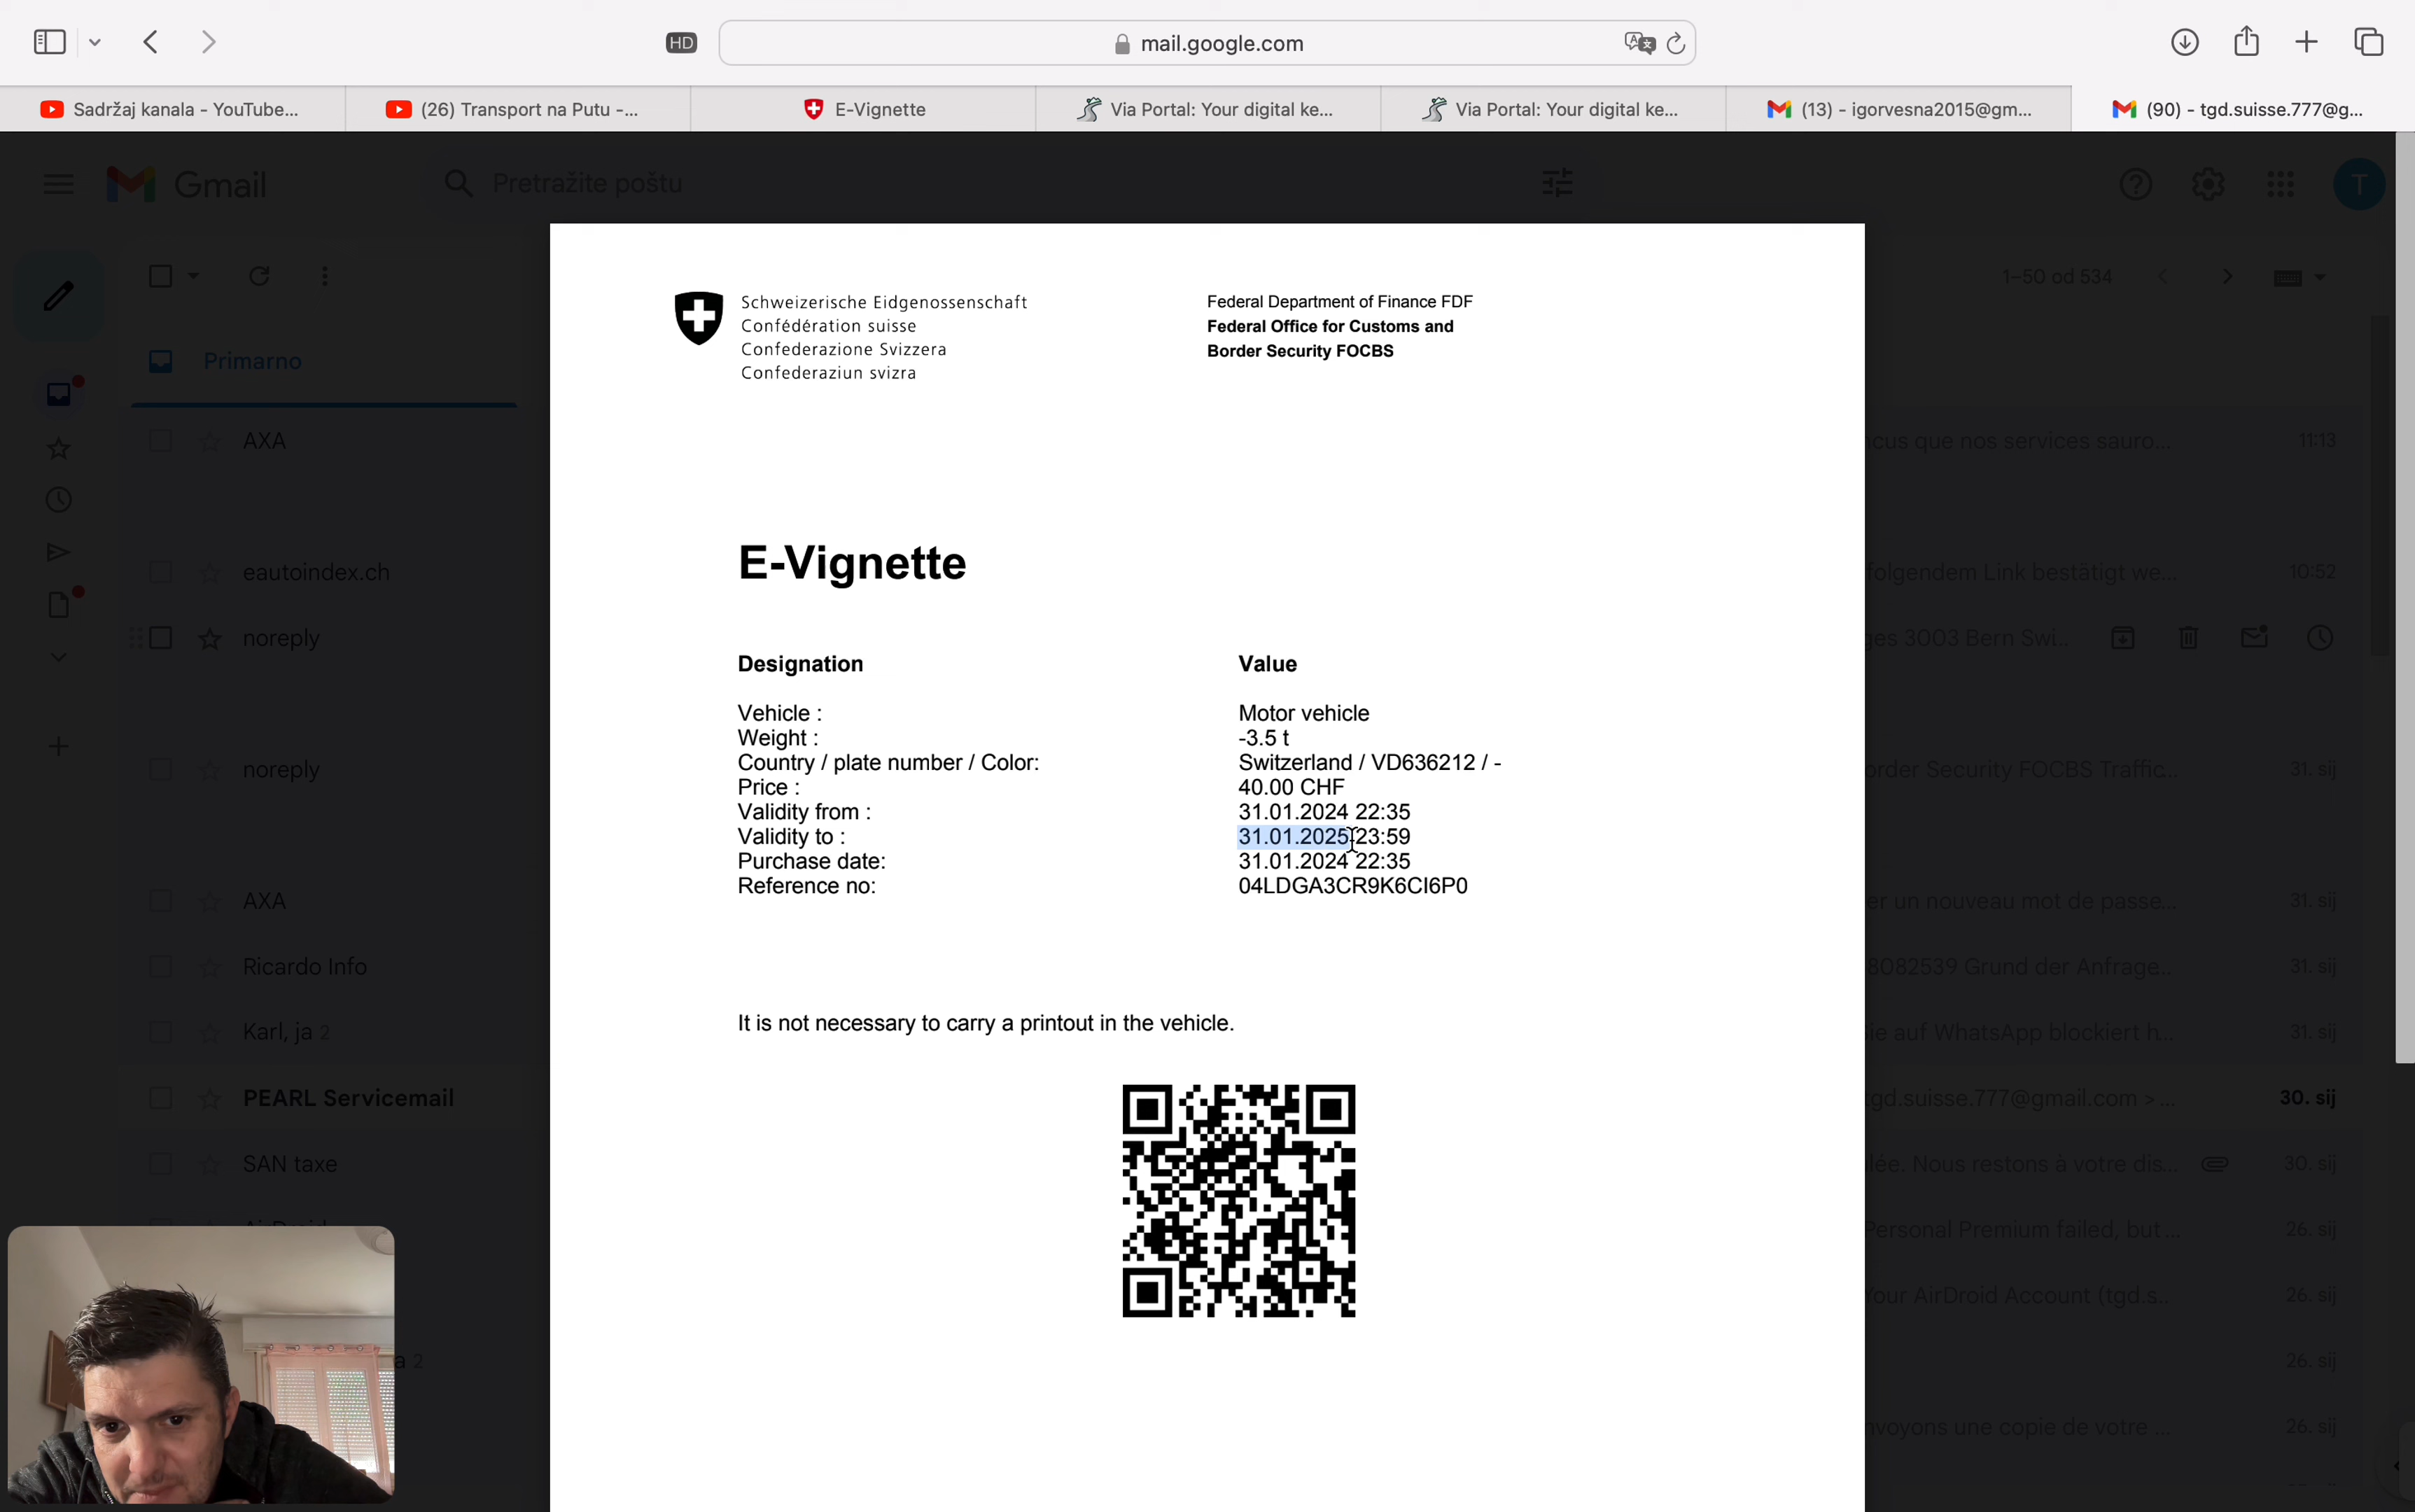 HD
mail.google.com
Sadržaj kanala - YouTube...
(26) Transport na Putu -...
E-Vignette
Via Portal: Your digital ke...
Via Portal: Your digital ke...
(13) - igorvesna2015@gm...
(90) - tgd.suisse.777@g...
Gmail
Pretražite poštu
T
1–50 od 534
Primarno
Schweizerische Eidgenossenschaft
Confédération suisse
Confederazione Svizzera
Confederaziun svizra
Federal Department of Finance FDF
Federal Office for Customs and
Border Security FOCBS
E-Vignette
Designation Value
Vehicle : Motor vehicle
Weight : -3.5 t
Country / plate number / Color: Switzerland / VD636212 / -
Price : 40.00 CHF
Validity from : 31.01.2024 22:35
Validity to : 31.01.2025 23:59
Purchase date: 31.01.2024 22:35
Reference no: 04LDGA3CR9K6CI6P0
It is not necessary to carry a printout in the vehicle.
AXA
cus que nos services sauro... 11:13
eautoindex.ch
folgendem Link bestätigt we... 10:52
noreply
ges 3003 Bern Swi...
noreply
order Security FOCBS Traffic... 31. sij
AXA
er un nouveau mot de passe... 31. sij
Ricardo Info
8082539 Grund der Anfrage... 31. sij
Karl, ja 2
ie auf WhatsApp blockiert h... 31. sij
PEARL Servicemail
tgd.suisse.777@gmail.com > ... 30. sij
SAN taxe
lée. Nous restons à votre dis... 30. sij
Personal Premium failed, but... 26. sij
Your AirDroid Account (tgd.s... 26. sij
a 2
26. sij
nvoyons une copie de votre ... 26. sij